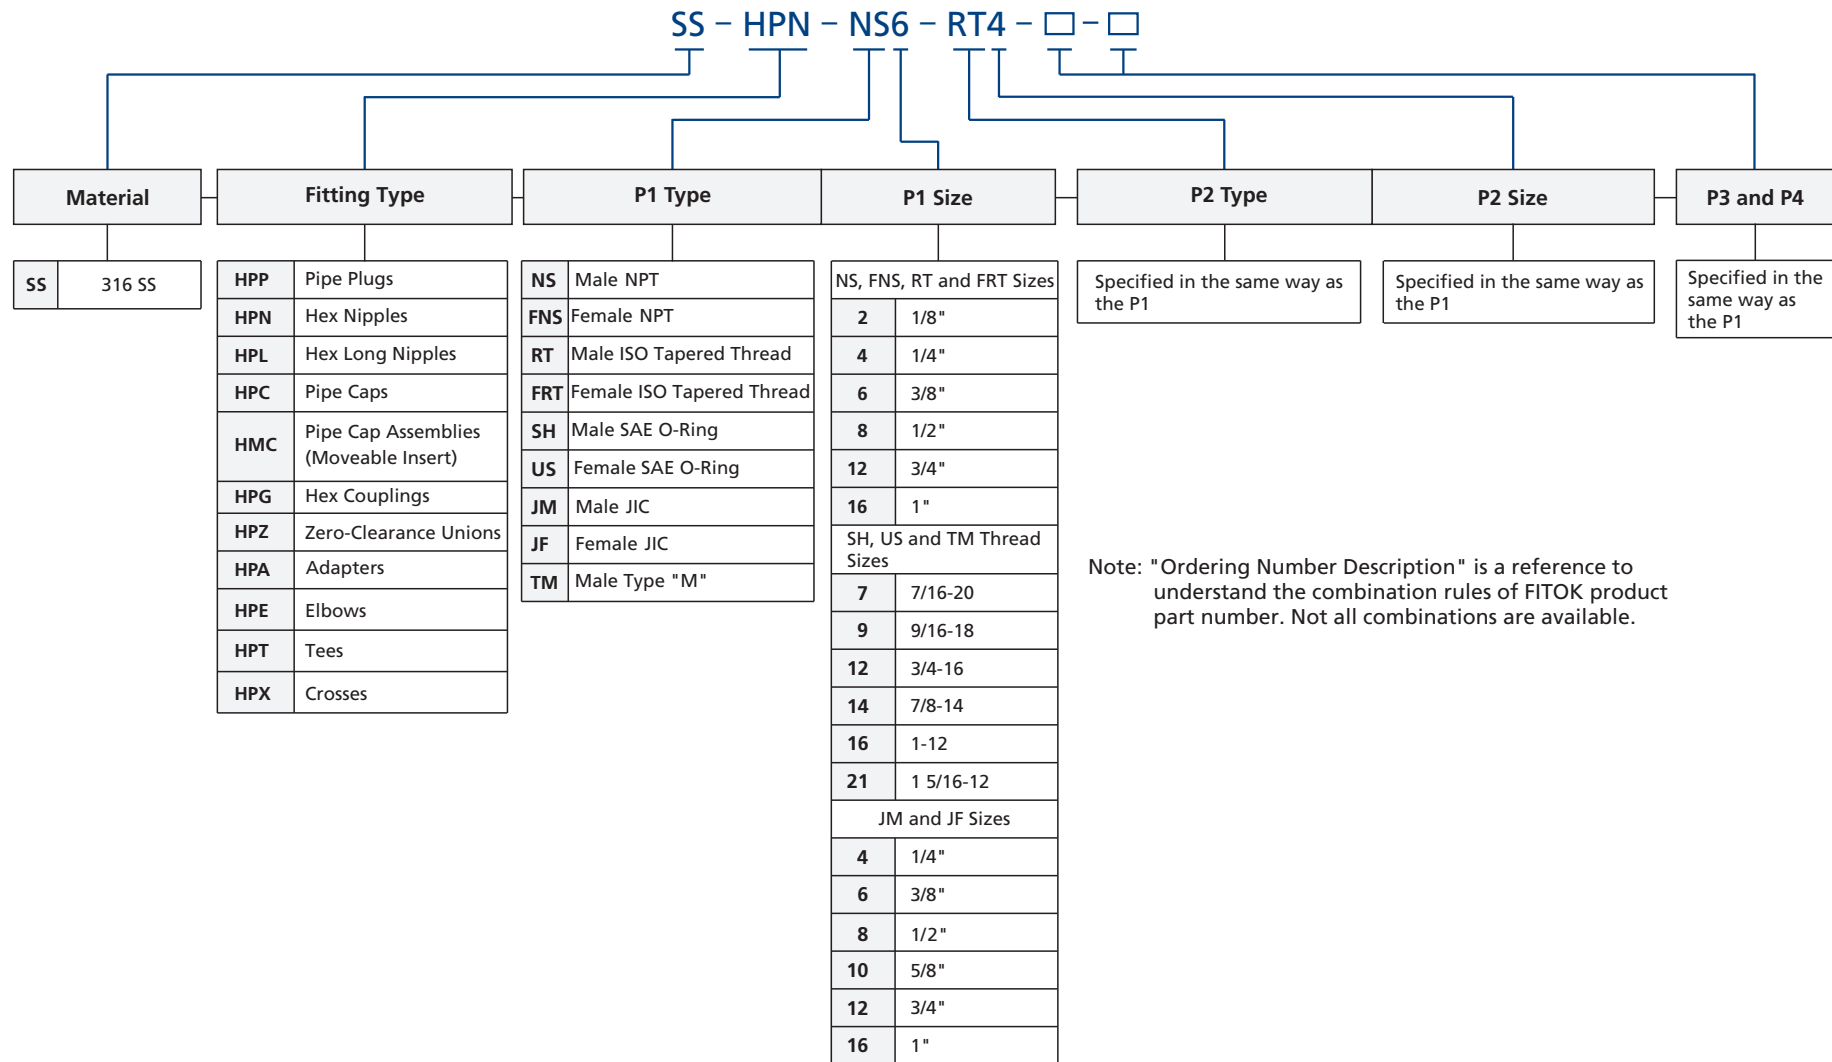 SS – HPN – NS6 – RT4 – □ – □
Material
Fitting Type
P1 Type
P1 Size
P2 Type
P2 Size
P3 and P4
SS 316 SS
HPP Pipe Plugs
HPN Hex Nipples
HPL Hex Long Nipples
HPC Pipe Caps
HMC Pipe Cap Assemblies
(Moveable Insert)
HPG Hex Couplings
HPZ Zero-Clearance Unions
HPA Adapters
HPE Elbows
HPT Tees
HPX Crosses
NS Male NPT
FNS Female NPT
RT Male ISO Tapered Thread
FRT Female ISO Tapered Thread
SH Male SAE O-Ring
US Female SAE O-Ring
JM Male JIC
JF Female JIC
TM Male Type "M"
NS, FNS, RT and FRT Sizes
2 1/8"
4 1/4"
6 3/8"
8 1/2"
12 3/4"
16 1"
SH, US and TM Thread
Sizes
7 7/16-20
9 9/16-18
12 3/4-16
14 7/8-14
16 1-12
21 1 5/16-12
JM and JF Sizes
4 1/4"
6 3/8"
8 1/2"
10 5/8"
12 3/4"
16 1"
Specified in the same way as
the P1
Specified in the same way as
the P1
Specified in the
same way as
the P1
Note: "Ordering Number Description" is a reference to
understand the combination rules of FITOK product
part number. Not all combinations are available.